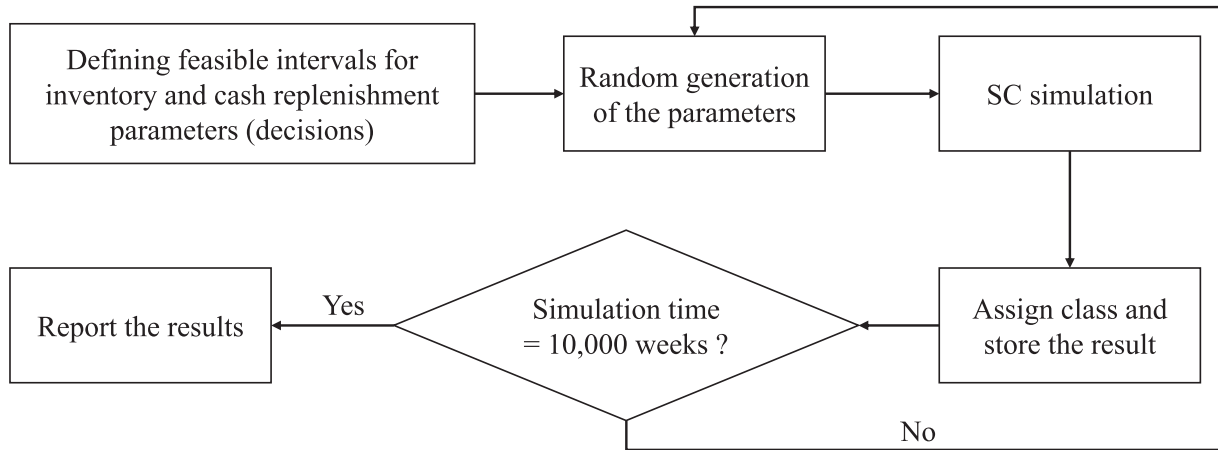 Defining feasible intervals for
inventory and cash replenishment
parameters (decisions)
Random generation
of the parameters
SC simulation
Assign class and
store the result
Simulation time
= 10,000 weeks ?
Yes
Report the results
No